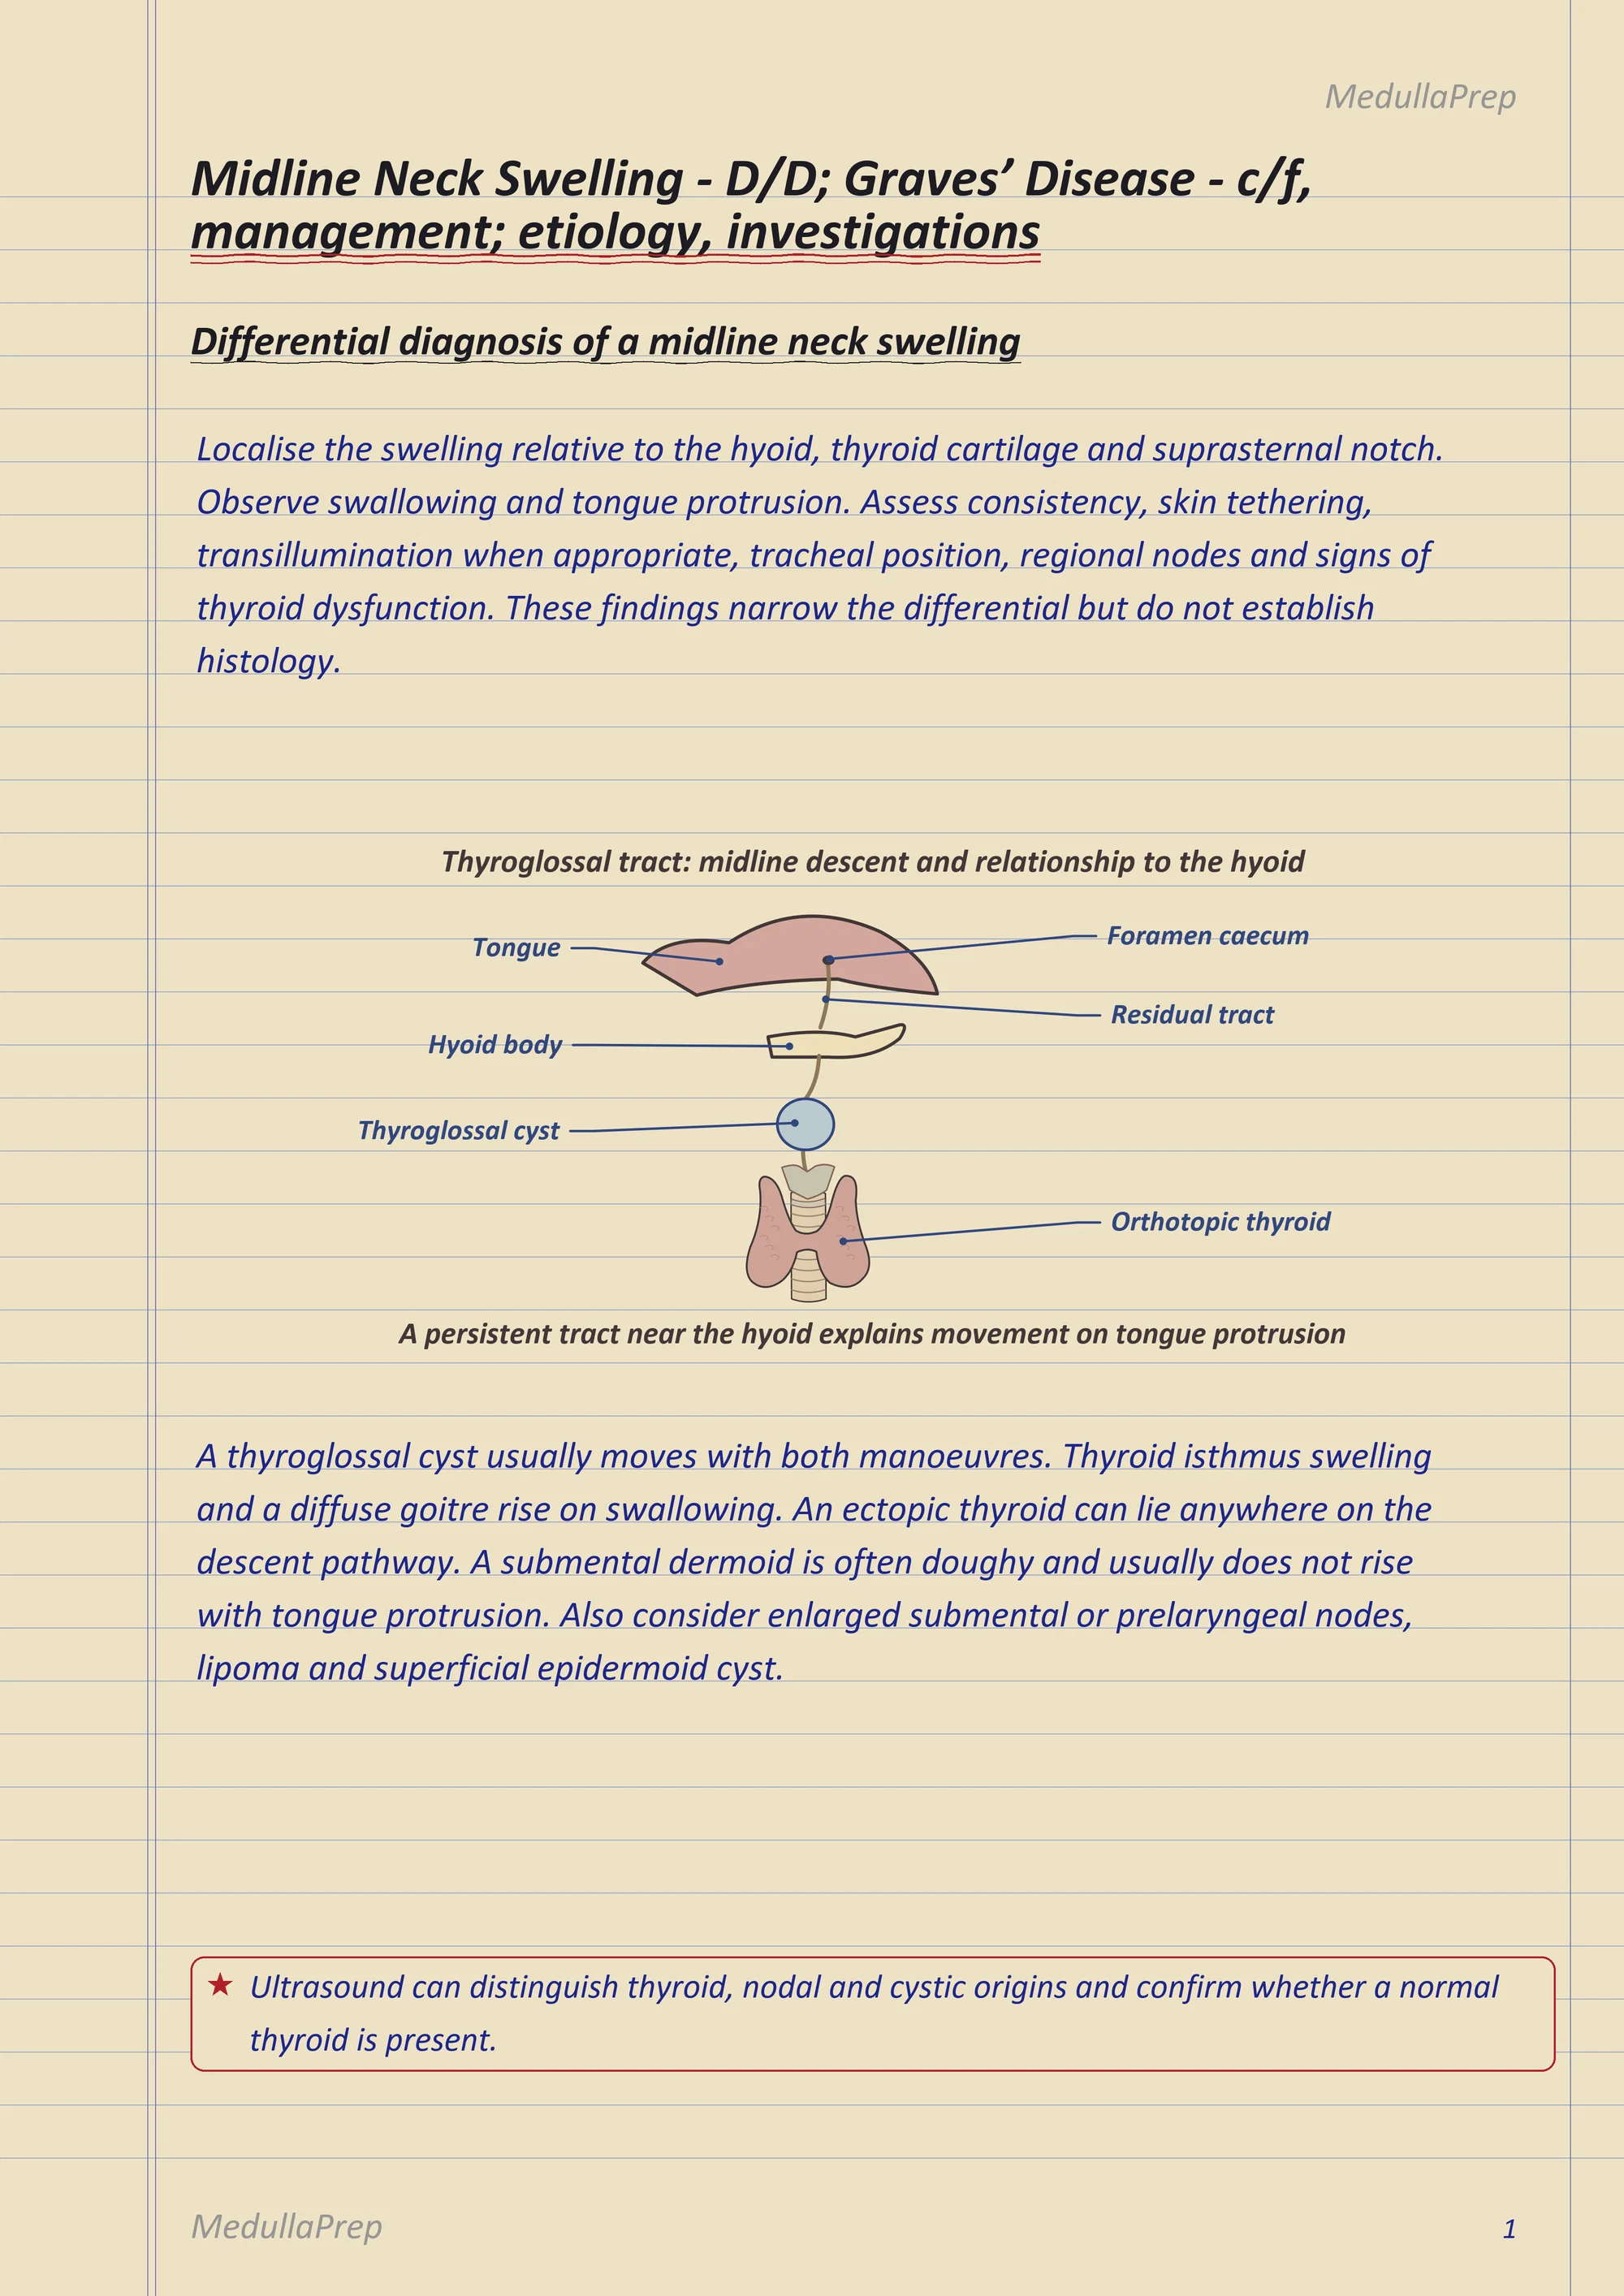 MedullaPrep
Midline Neck Swelling - D/D; Graves’ Disease - c/f,
management; etiology, investigations
Differential diagnosis of a midline neck swelling
Localise the swelling relative to the hyoid, thyroid cartilage and suprasternal notch.
Observe swallowing and tongue protrusion. Assess consistency, skin tethering,
transillumination when appropriate, tracheal position, regional nodes and signs of
thyroid dysfunction. These findings narrow the differential but do not establish
histology.
Thyroglossal tract: midline descent and relationship to the hyoid
Tongue
Foramen caecum
Residual tract
Hyoid body
Thyroglossal cyst
Orthotopic thyroid
A persistent tract near the hyoid explains movement on tongue protrusion
A thyroglossal cyst usually moves with both manoeuvres. Thyroid isthmus swelling
and a diffuse goitre rise on swallowing. An ectopic thyroid can lie anywhere on the
descent pathway. A submental dermoid is often doughy and usually does not rise
with tongue protrusion. Also consider enlarged submental or prelaryngeal nodes,
lipoma and superficial epidermoid cyst.
★ Ultrasound can distinguish thyroid, nodal and cystic origins and confirm whether a normal
thyroid is present.
MedullaPrep
1